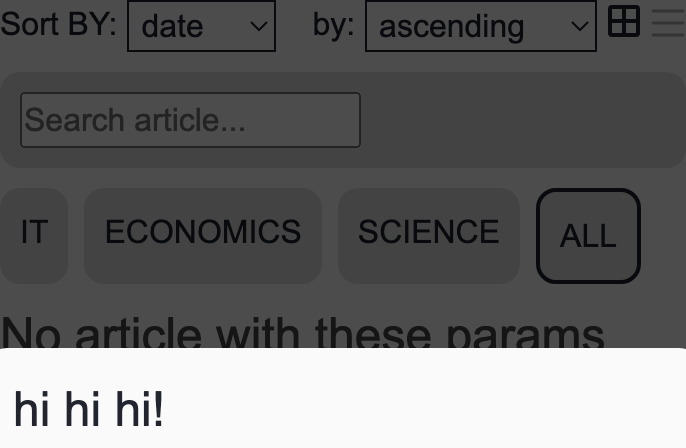 Sort BY: date by: ascending
Search article...
IT ECONOMICS SCIENCE ALL
No article with these params
hi hi hi!